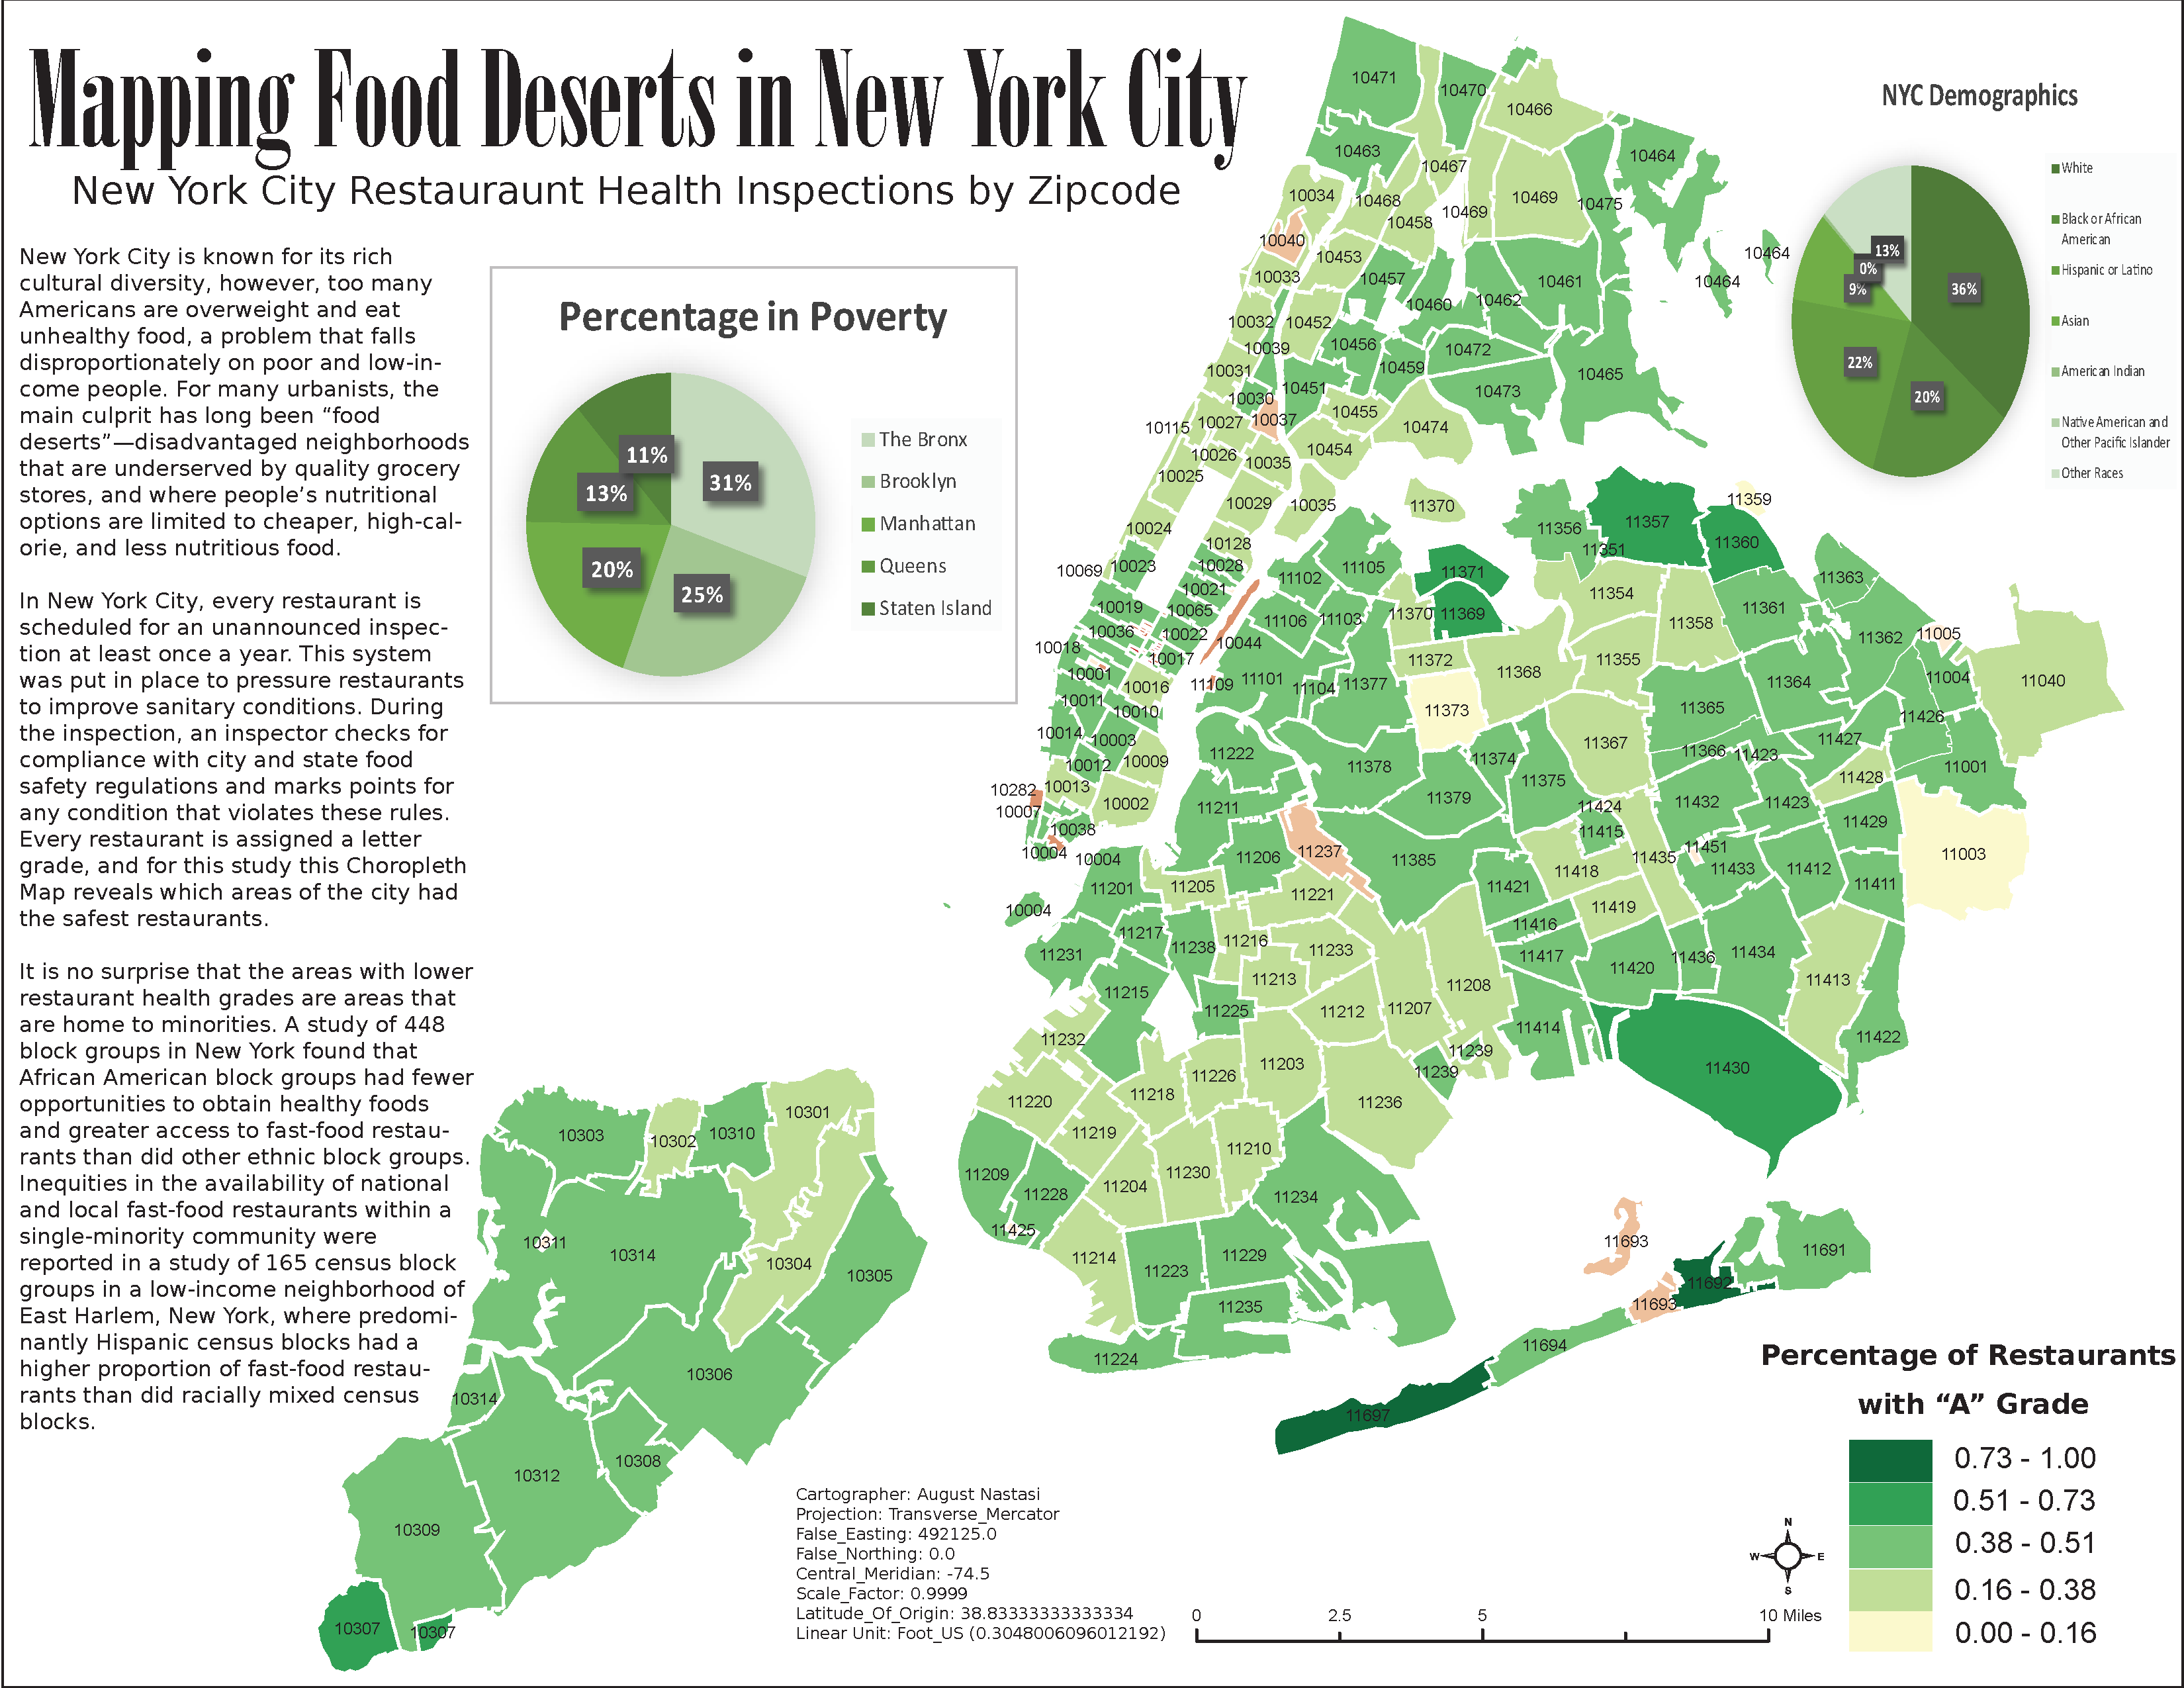 Mapping Food Deserts in New York City
New York City Restauraunt Health Inspections by Zipcode
New York City is known for its rich
cultural diversity, however, too many
Americans are overweight and eat
unhealthy food, a problem that falls
disproportionately on poor and low-in-
come people. For many urbanists, the
main culprit has long been “food
deserts”—disadvantaged neighborhoods
that are underserved by quality grocery
stores, and where people’s nutritional
options are limited to cheaper, high-cal-
orie, and less nutritious food.
In New York City, every restaurant is
scheduled for an unannounced inspec-
tion at least once a year. This system
was put in place to pressure restaurants
to improve sanitary conditions. During
the inspection, an inspector checks for
compliance with city and state food
safety regulations and marks points for
any condition that violates these rules.
Every restaurant is assigned a letter
grade, and for this study this Choropleth
Map reveals which areas of the city had
the safest restaurants.
It is no surprise that the areas with lower
restaurant health grades are areas that
are home to minorities. A study of 448
block groups in New York found that
African American block groups had fewer
opportunities to obtain healthy foods
and greater access to fast-food restau-
rants than did other ethnic block groups.
Inequities in the availability of national
and local fast-food restaurants within a
single-minority community were
reported in a study of 165 census block
groups in a low-income neighborhood of
East Harlem, New York, where predomi-
nantly Hispanic census blocks had a
higher proportion of fast-food restau-
rants than did racially mixed census
blocks.
Percentage in Poverty
11%
31%
13%
20%
25%
The Bronx
Brooklyn
Manhattan
Queens
Staten Island
NYC Demographics
13%
0%
9%
36%
22%
20%
White
Black or African
American
Hispanic or Latino
Asian
American Indian
Native American and
Other Pacific Islander
Other Races
10471
10470
10466
10463
10467
10464
10034
10468
10469
10469
10475
10458
10040
10453
10464
10464
10033
10457
10461
10460
10462
10032
10452
10039
10456
10472
10031
10459
10465
10451
10473
10030
10115
10027
10037
10455
10474
10026
10035
10454
10025
10029
10035
11370
11359
10024
11356
11357
11360
10128
11351
10069
10023
10028
11102
11105
11371
11363
10021
11354
10019
10065
11106
11103
11370
11369
11361
10036
10022
10044
11358
11362
11005
10018
10017
11372
11368
11355
10001
10016
11109
11101
11104
11377
11364
11004
11040
10011
10010
11373
11365
11426
10014
10003
11222
11367
11366
11423
11427
10012
10009
11378
11374
11375
11428
11001
10282
10013
10002
11211
11379
11424
11432
11423
10007
10038
11415
11429
10004
10004
11206
11237
11385
11435
11451
11433
11412
11003
11201
11205
11221
11421
11418
11411
10004
11419
11416
11217
11238
11216
11233
11231
11417
11420
11436
11434
11213
11413
11215
11208
11225
11212
11207
11414
11422
11232
11239
11239
11203
11226
11430
11218
11236
11220
11219
11210
11209
11230
11204
11228
11234
11425
11214
11223
11229
11235
11224
11693
11693
11692
11691
11694
11697
10303
10302
10310
10301
10311
10314
10304
10305
10306
10314
10308
10312
10309
10307
10307
Cartographer: August Nastasi
Projection: Transverse_Mercator
False_Easting: 492125.0
False_Northing: 0.0
Central_Meridian: -74.5
Scale_Factor: 0.9999
Latitude_Of_Origin: 38.83333333333334
Linear Unit: Foot_US (0.3048006096012192)
0
2.5
5
10 Miles
N
W
E
S
Percentage of Restaurants
with “A” Grade
0.73 - 1.00
0.51 - 0.73
0.38 - 0.51
0.16 - 0.38
0.00 - 0.16